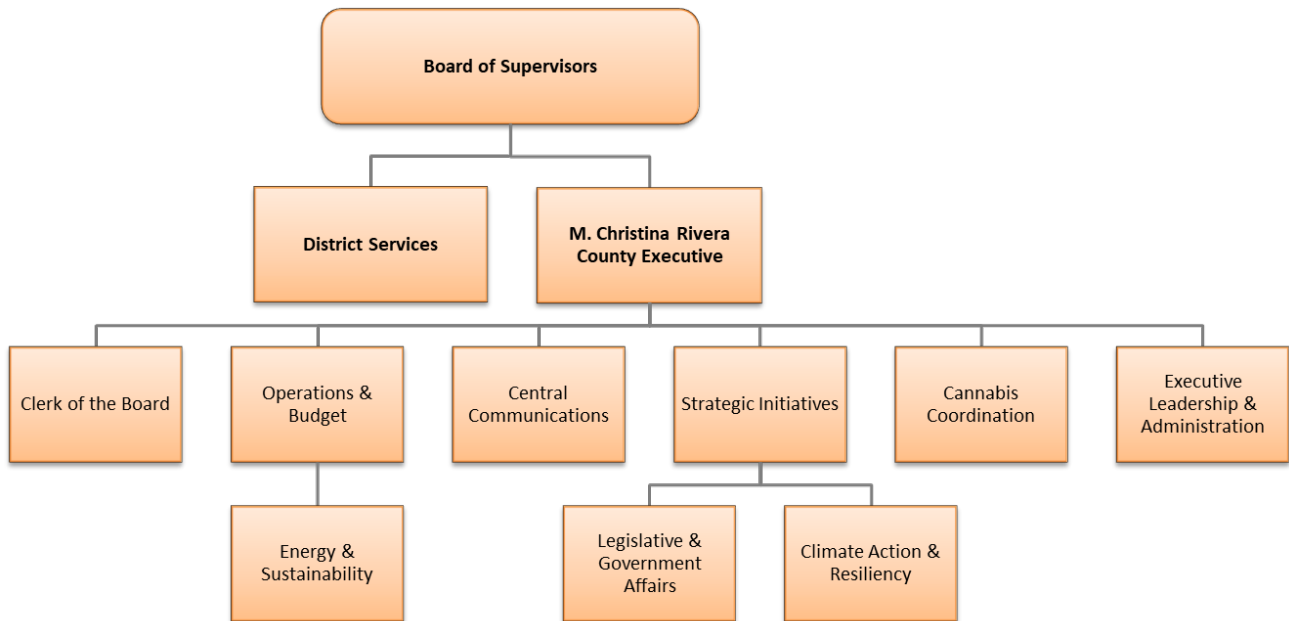 Board of Supervisors
District Services
M. Christina Rivera
County Executive
Clerk of the Board
Operations &
Budget
Central
Communications
Strategic Initiatives
Cannabis
Coordination
Executive
Leadership &
Administration
Energy &
Sustainability
Legislative &
Government
Affairs
Climate Action &
Resiliency